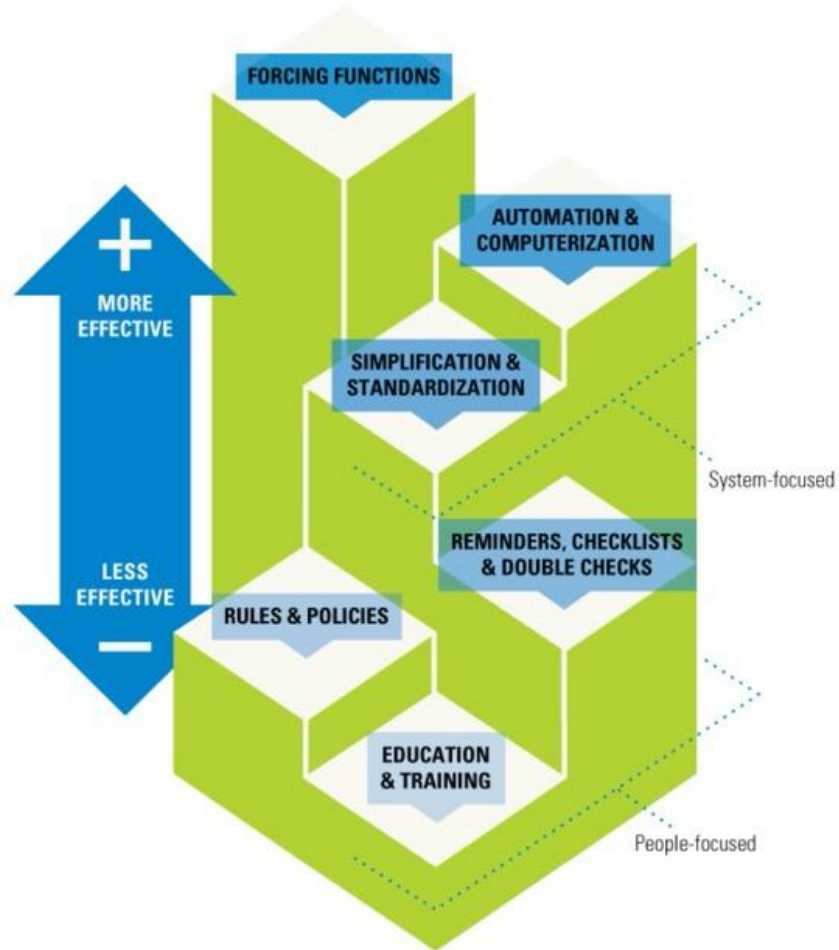 FORCING FUNCTIONS
AUTOMATION &
COMPUTERIZATION
+
MORE
EFFECTIVE
SIMPLIFICATION &
STANDARDIZATION
System-focused
REMINDERS, CHECKLISTS
& DOUBLE CHECKS
LESS
EFFECTIVE
−
RULES & POLICIES
EDUCATION
& TRAINING
People-focused